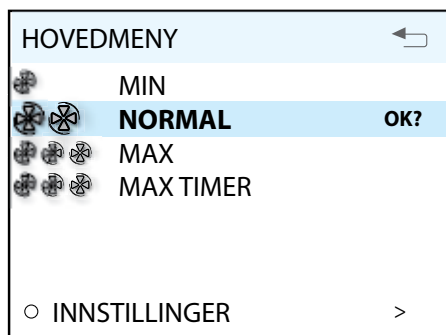 HOVEDMENY
MIN
NORMAL OK?
MAX
MAX TIMER
INNSTILLINGER >